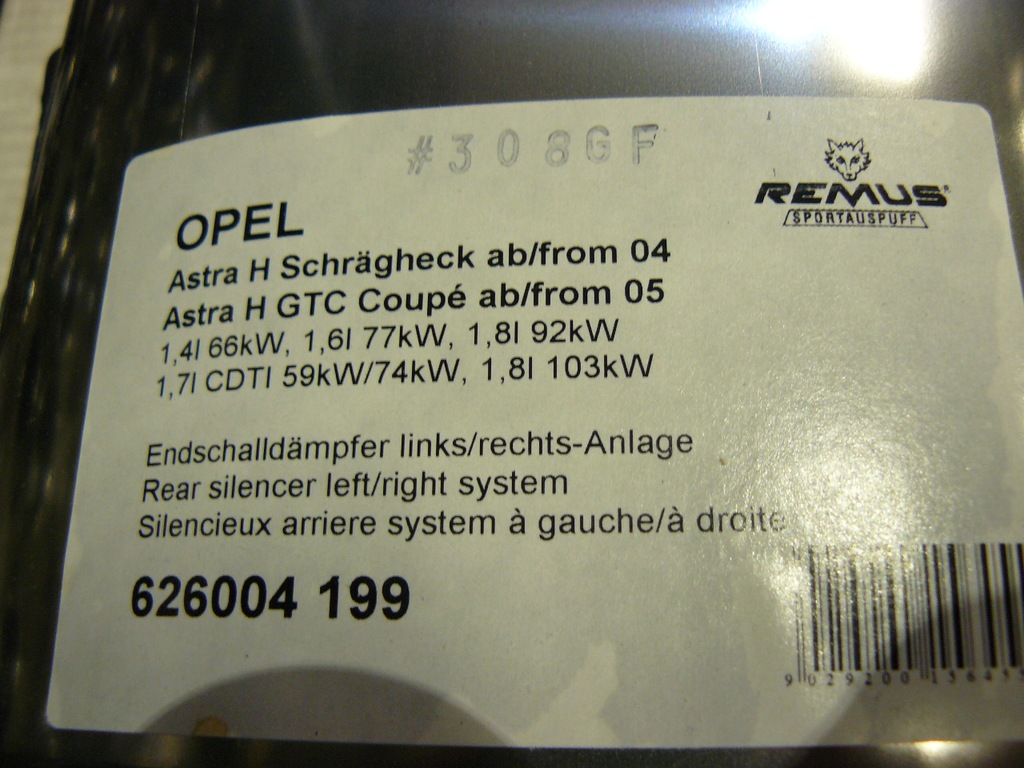 #308GF
REMUS®
SPORTAUSPUFF
OPEL
Astra H Schrägheck ab/from 04
Astra H GTC Coupé ab/from 05
1,4l 66kW, 1,6l 77kW, 1,8l 92kW
1,7l CDTI 59kW/74kW, 1,8l 103kW
Endschalldämpfer links/rechts-Anlage
Rear silencer left/right system
Silencieux arriere system à gauche/à droite
626004 199